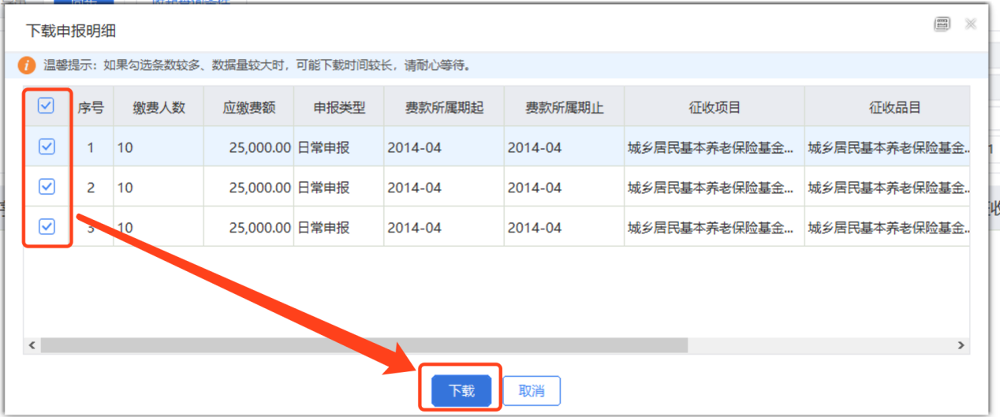 下载申报明细
温馨提示：如果勾选条数较多、数据量较大时，可能下载时间较长，请耐心等待。
序号 缴费人数 应缴费额 申报类型 费款所属期起 费款所属期止 征收项目 征收品目
1 10 25,000.00 日常申报 2014-04 2014-04 城乡居民基本养老保险基金... 城乡居民基本养老保险基金..
2 10 25,000.00 日常申报 2014-04 2014-04 城乡居民基本养老保险基金... 城乡居民基本养老保险基金..
3 10 25,000.00 日常申报 2014-04 2014-04 城乡居民基本养老保险基金... 城乡居民基本养老保险基金..
下载 取消